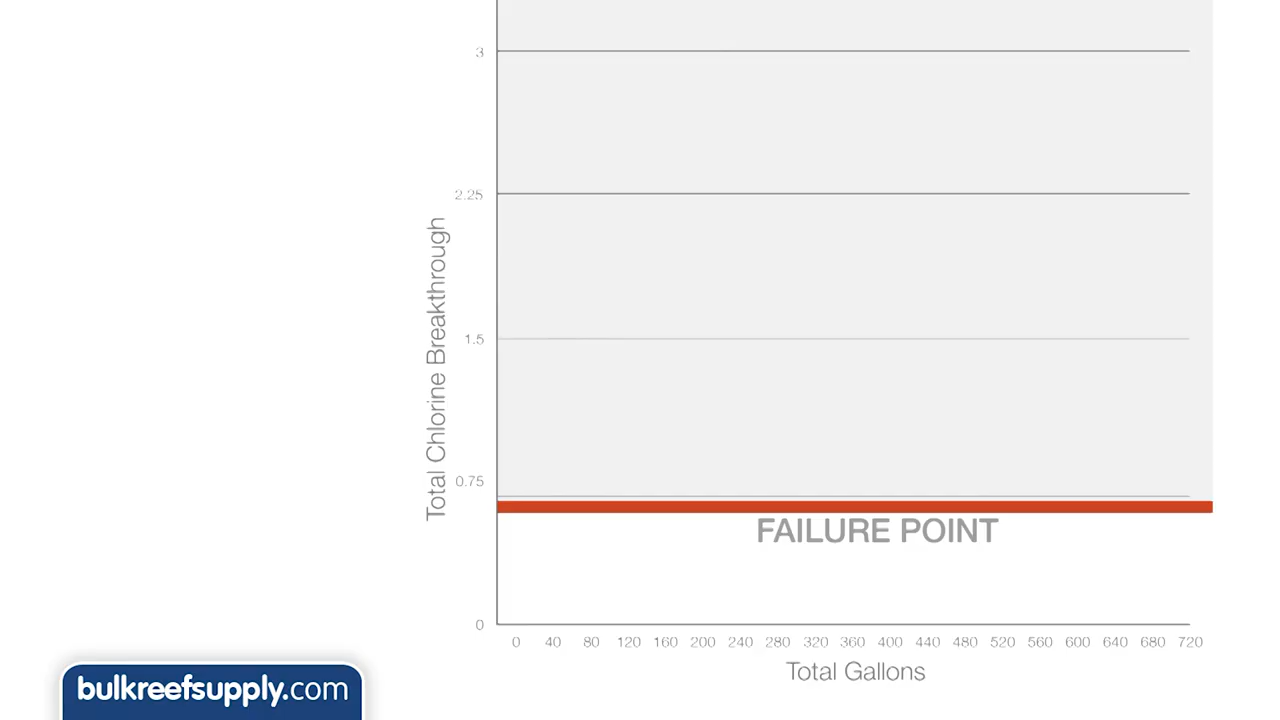 3
2.25
1.5
0.75
0
Total Chlorine Breakthrough
FAILURE POINT
0 40 80 120 160 200 240 280 320 360 400 440 480 520 560 600 640 680 720
Total Gallons
bulkreefsupply.com